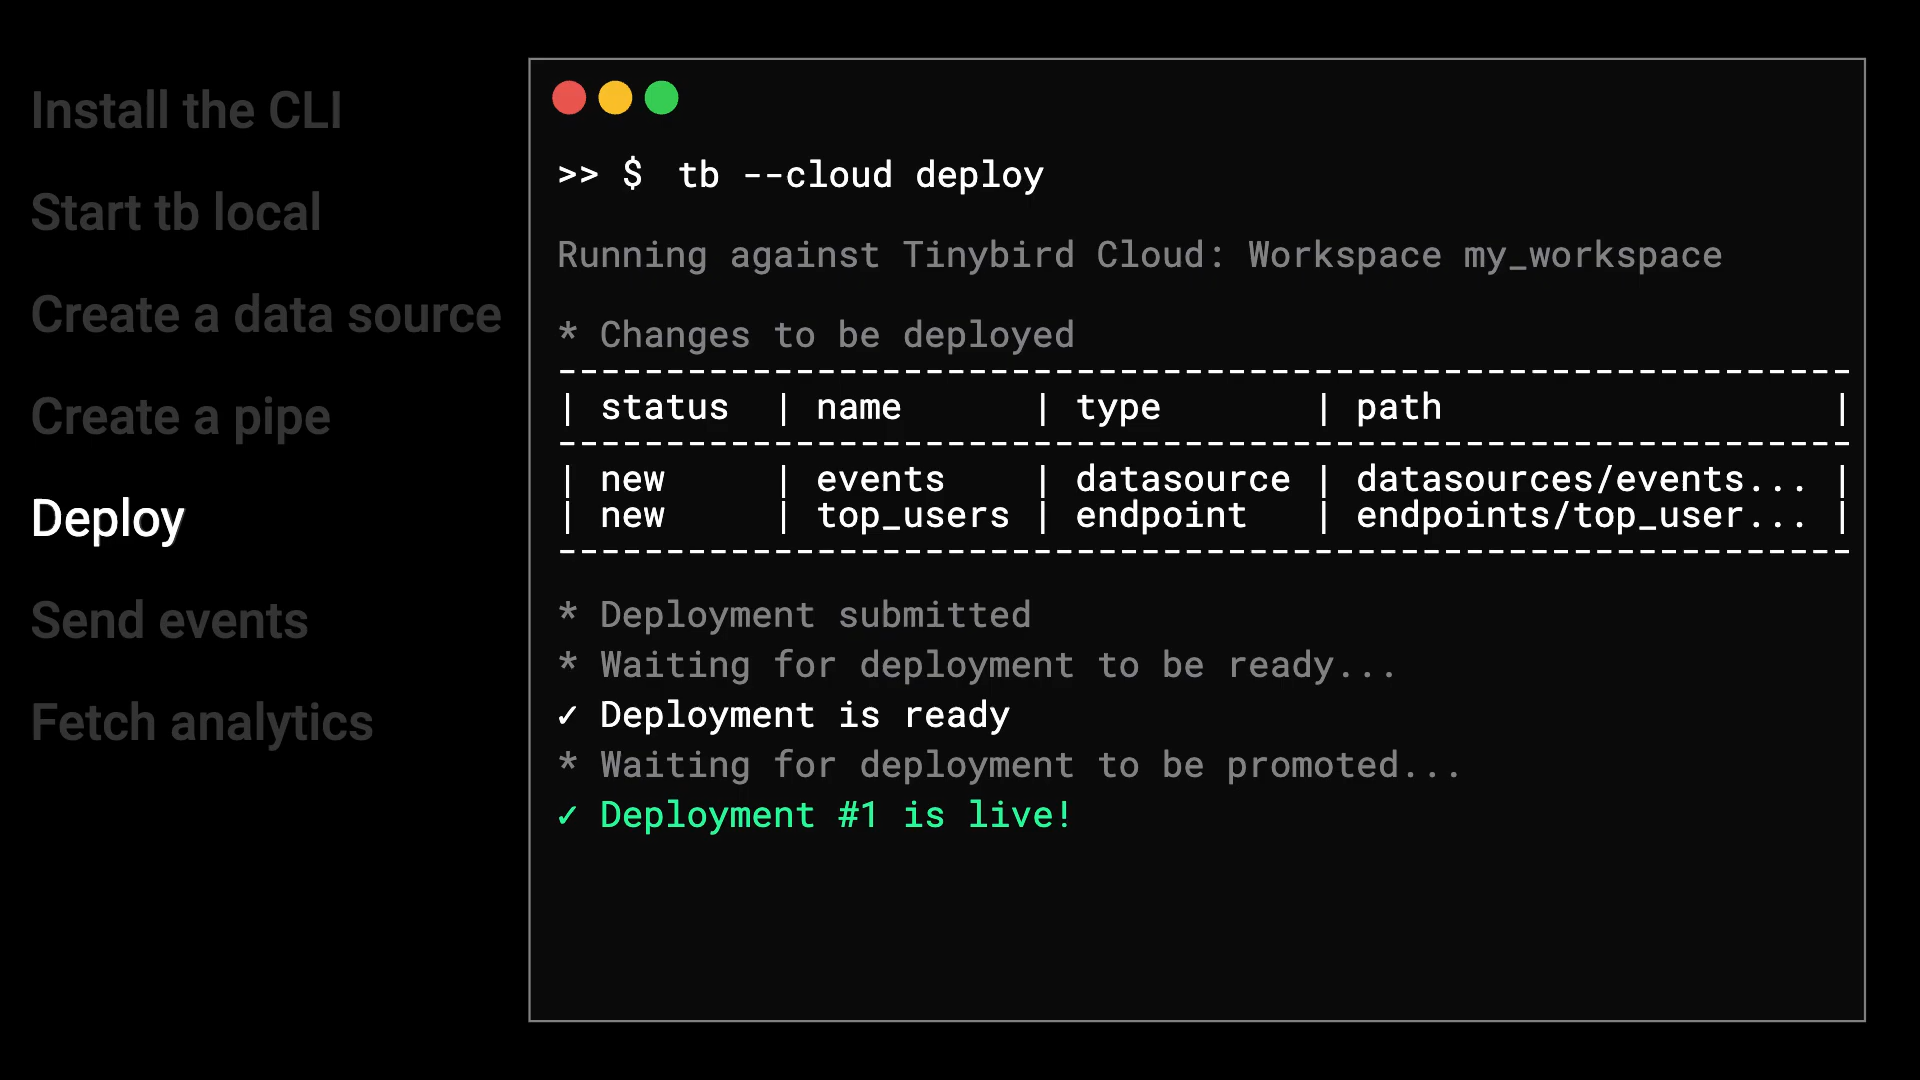 Install the CLI
Start tb local
Create a data source
Create a pipe
Deploy
Send events
Fetch analytics
>> $ tb --cloud deploy
Running against Tinybird Cloud: Workspace my_workspace
* Changes to be deployed
------------------------------------------------------------
| status  | name      | type       | path                  |
------------------------------------------------------------
| new     | events    | datasource | datasources/events... |
| new     | top_users | endpoint   | endpoints/top_user... |
------------------------------------------------------------
* Deployment submitted
* Waiting for deployment to be ready...
✓ Deployment is ready
* Waiting for deployment to be promoted...
✓ Deployment #1 is live!